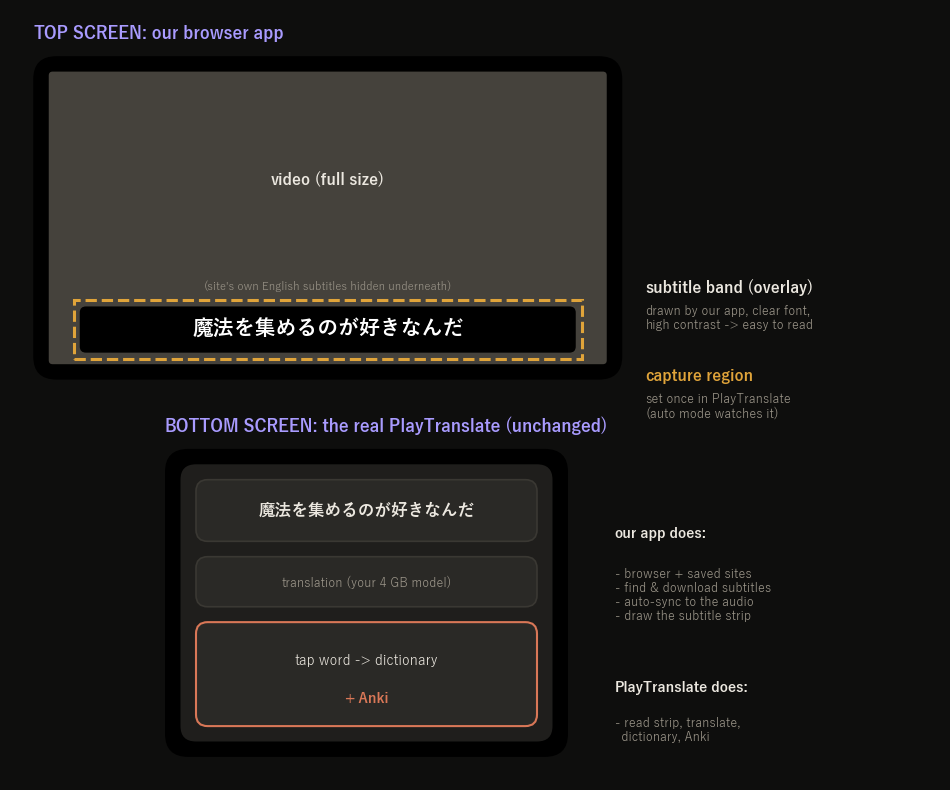 TOP SCREEN: our browser app
video (full size)
(site's own English subtitles hidden underneath)
魔法を集めるのが好きなんだ
subtitle band (overlay)
drawn by our app, clear font,
high contrast -> easy to read
capture region
set once in PlayTranslate
(auto mode watches it)
BOTTOM SCREEN: the real PlayTranslate (unchanged)
魔法を集めるのが好きなんだ
translation (your 4 GB model)
tap word -> dictionary
+ Anki
our app does:
- browser + saved sites
- find & download subtitles
- auto-sync to the audio
- draw the subtitle strip
PlayTranslate does:
- read strip, translate,
dictionary, Anki